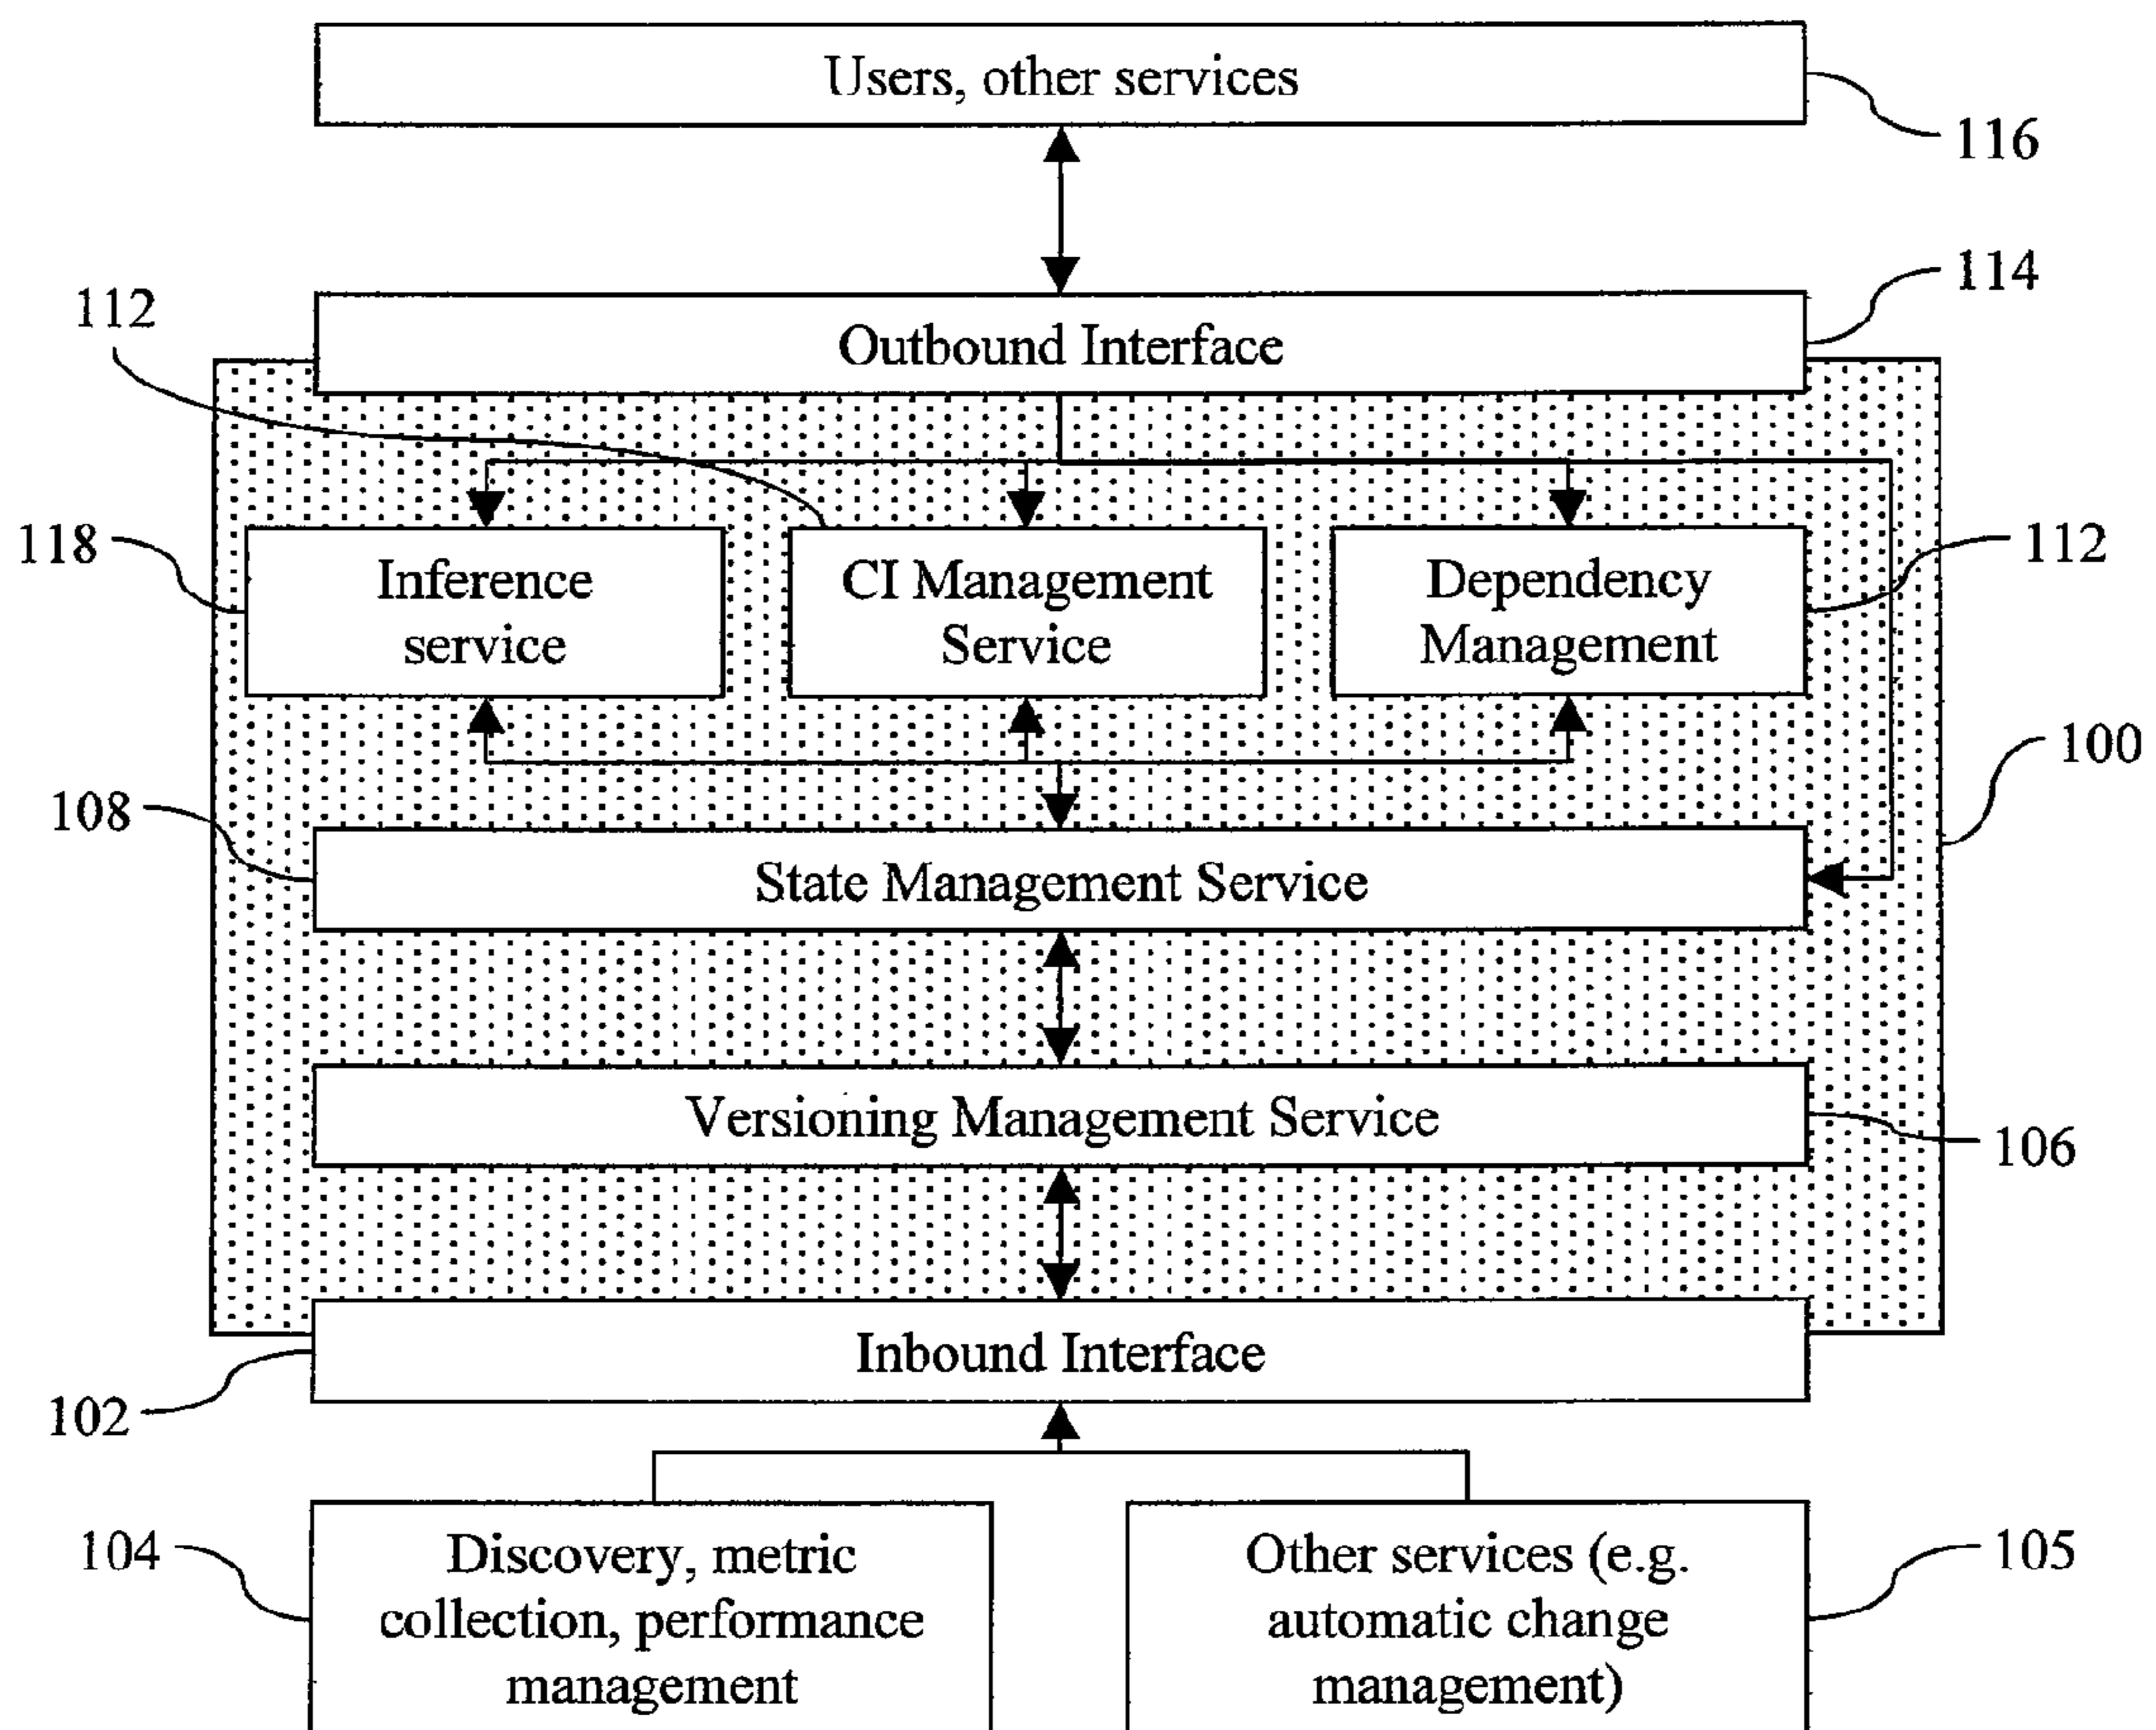 Users, other services
116
114
112
Outbound Interface
118
Inference
service
CI Management
Service
Dependency
Management
112
100
108
State Management Service
Versioning Management Service
106
Inbound Interface
102
104
Discovery, metric
collection, performance
management
Other services (e.g.
automatic change
management)
105